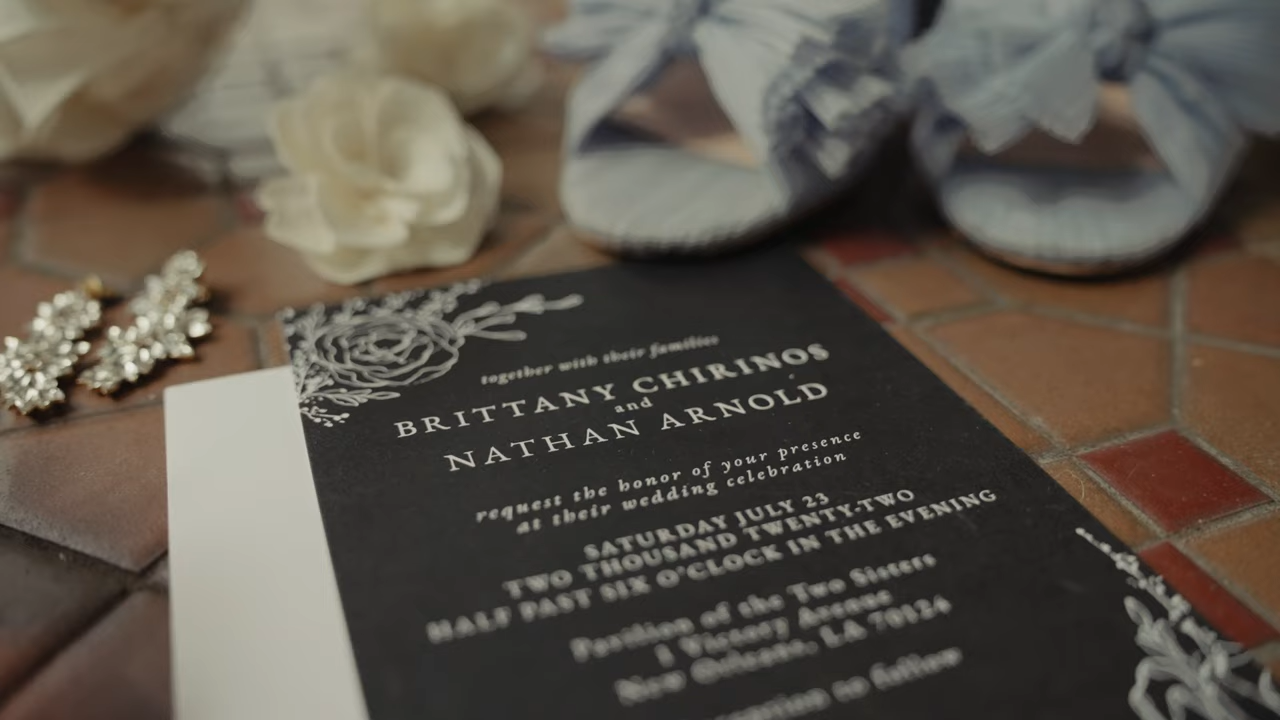 together with their families
BRITTANY CHIRINOS
and
NATHAN ARNOLD
request the honor of your presence
at their wedding celebration
SATURDAY JULY 23
TWO THOUSAND TWENTY-TWO
HALF PAST SIX O'CLOCK IN THE EVENING
Pavilion of the Two Sisters
1 Victory Avenue
New Orleans, LA 70124
to follow